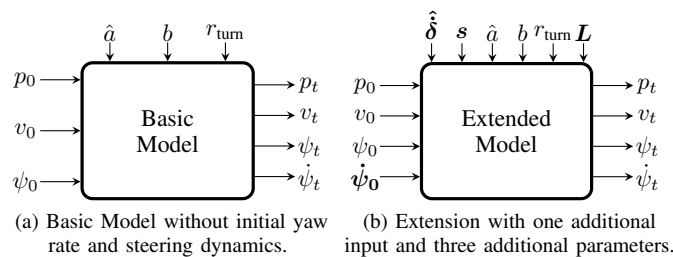 â b r_turn
p_0
v_0
ψ_0
Basic
Model
p_t
v_t
ψ_t
ψ̇_t
(a) Basic Model without initial yaw
rate and steering dynamics.
δ̇̂ s â b r_turn L
p_0
v_0
ψ_0
ψ̇_0
Extended
Model
p_t
v_t
ψ_t
ψ̇_t
(b) Extension with one additional
input and three additional parameters.